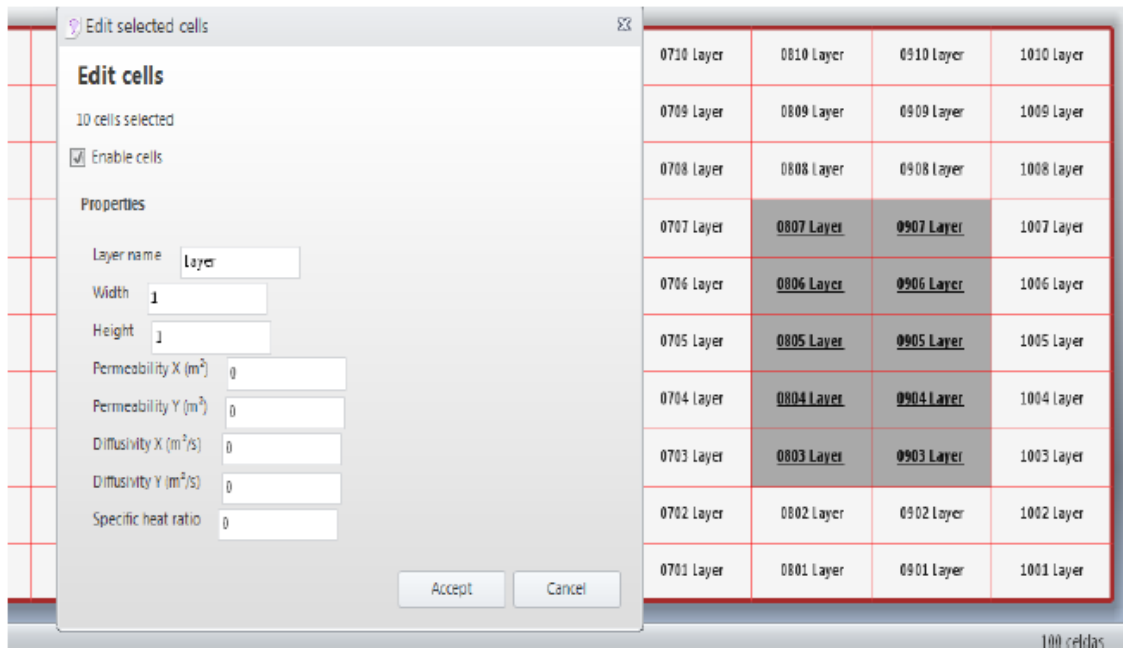 Edit selected cells
Edit cells
10 cells selected
Enable cells
Properties
Layer name Layer
Width 1
Height 1
Permeability X (m²) 0
Permeability Y (m²) 0
Diffusivity X (m²/s) 0
Diffusivity Y (m²/s) 0
Specific heat ratio 0
Accept Cancel
0710 Layer 0810 Layer 0910 layer 1010 Layer
0709 Layer 0809 Layer 0909 Layer 1009 Layer
0708 Layer 0808 Layer 0908 Layer 1008 Layer
0707 Layer 0807 Layer 0907 Layer 1007 Layer
0706 Layer 0806 Layer 0906 Layer 1006 Layer
0705 Layer 0805 Layer 0905 Layer 1005 Layer
0704 Layer 0804 Layer 0904 Layer 1004 Layer
0703 Layer 0803 Layer 0903 Layer 1003 Layer
0702 Layer 0802 Layer 0902 Layer 1002 Layer
0701 Layer 0801 Layer 0901 Layer 1001 Layer
100 celdas